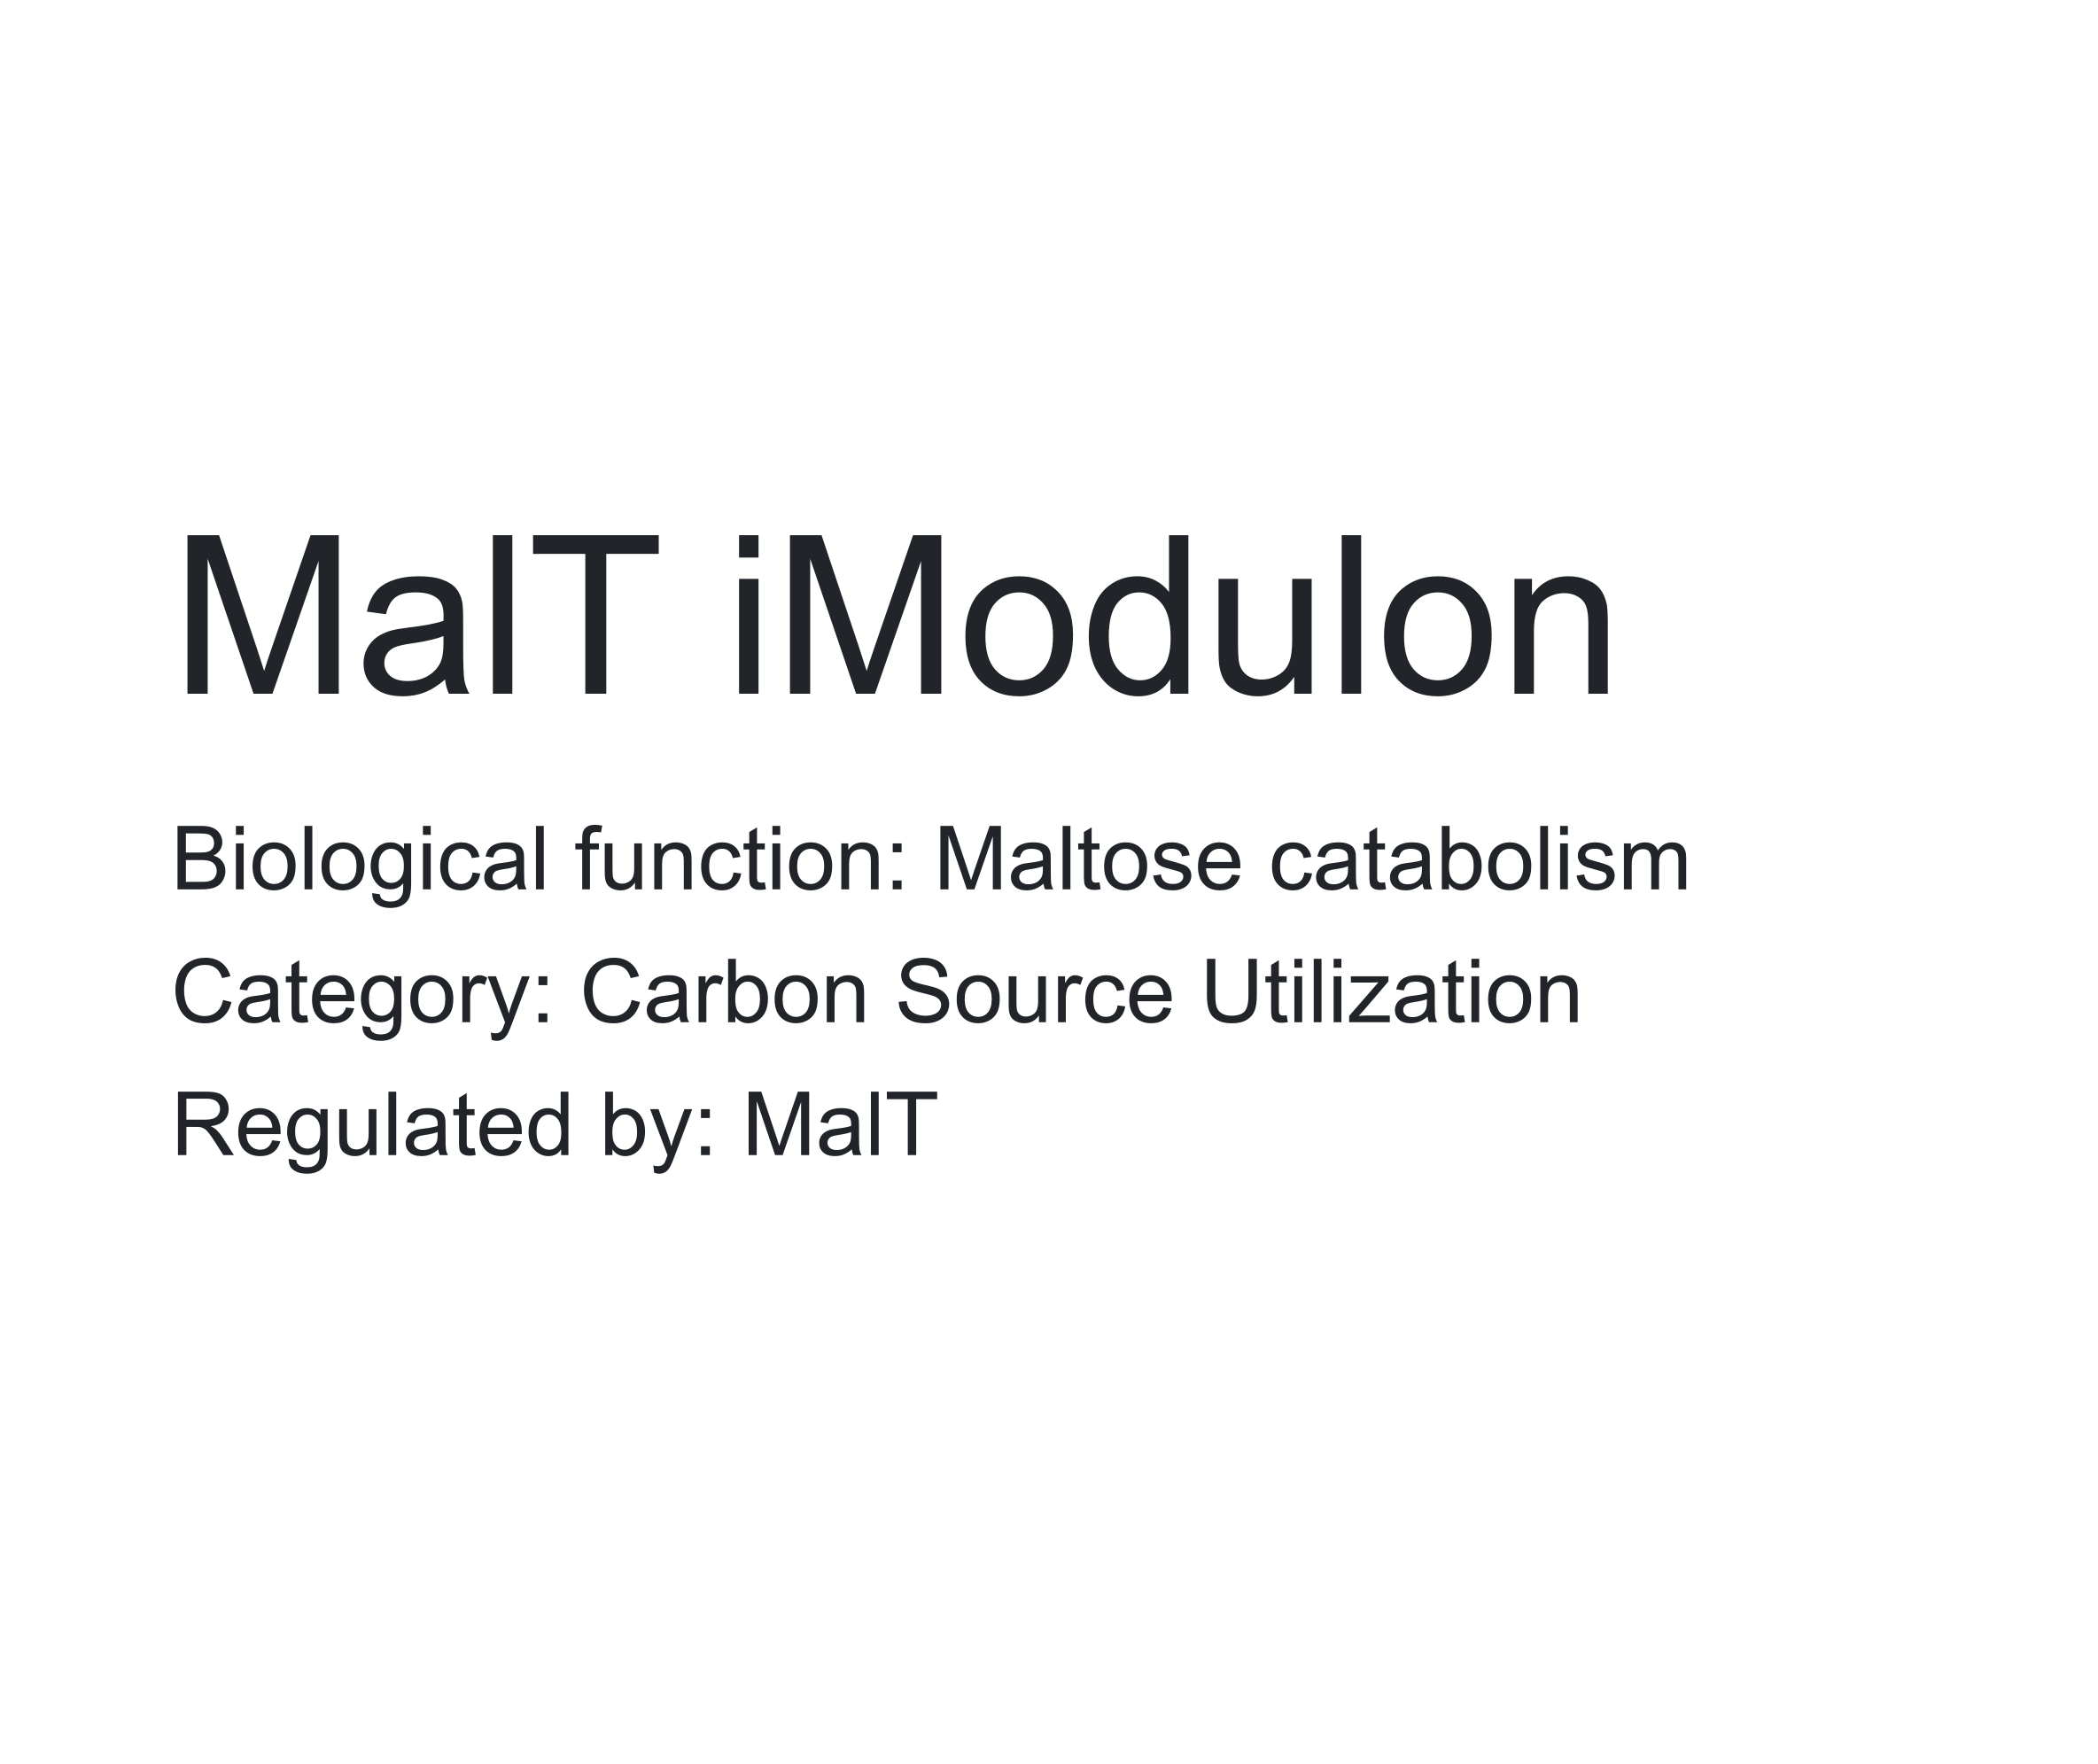 MalT iModulon
Biological function: Maltose catabolism
Category: Carbon Source Utilization
Regulated by: MalT